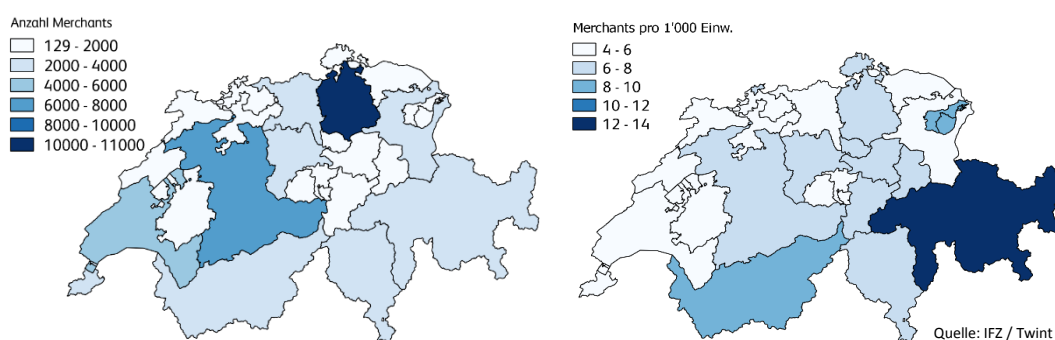 Anzahl Merchants
129 - 2000
2000 - 4000
4000 - 6000
6000 - 8000
8000 - 10000
10000 - 11000
Merchants pro 1'000 Einw.
4 - 6
6 - 8
8 - 10
10 - 12
12 - 14
Quelle: IFZ / Twint